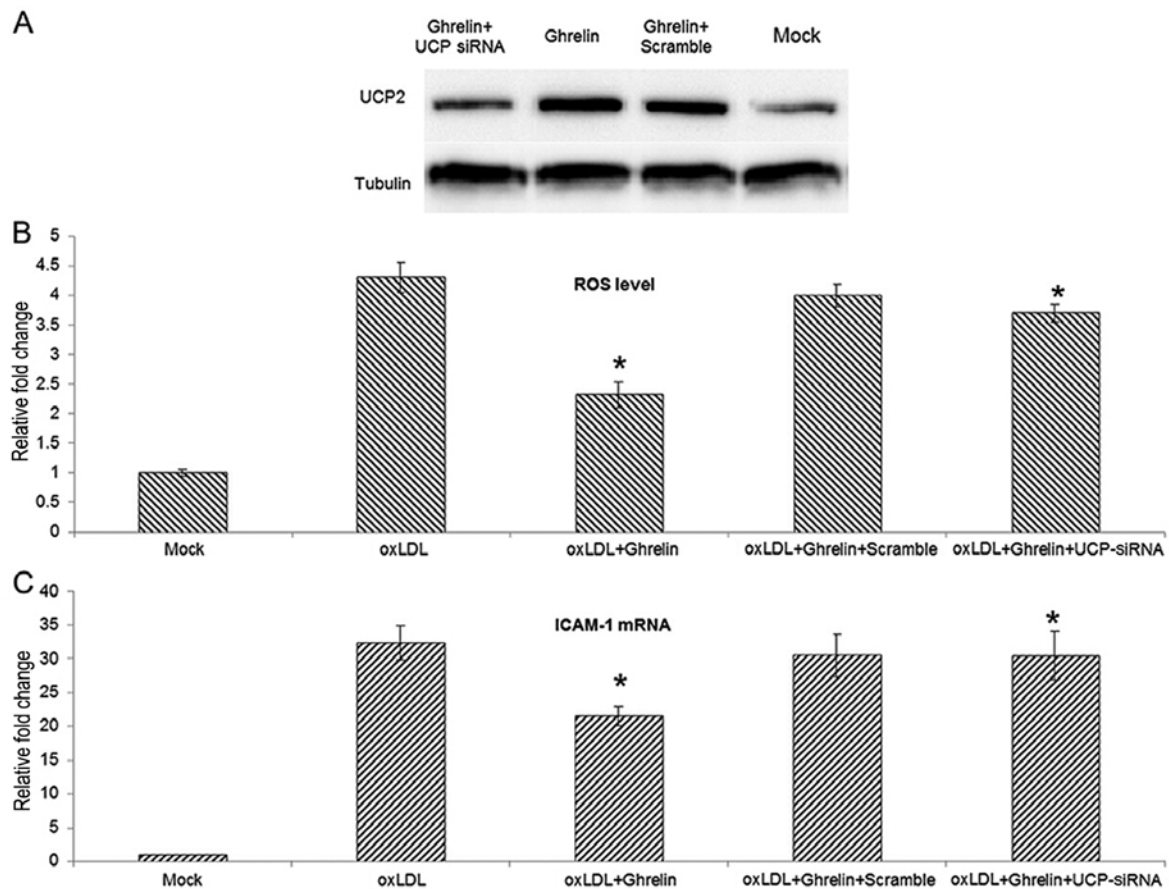 A
Ghrelin+
UCP siRNA
Ghrelin
Ghrelin+
Scramble
Mock
UCP2
Tubulin
B
Relative fold change
5
4.5
4
3.5
3
2.5
2
1.5
1
0.5
0
ROS level
*
*
Mock
oxLDL
oxLDL+Ghrelin
oxLDL+Ghrelin+Scramble
oxLDL+Ghrelin+UCP-siRNA
C
Relative fold change
40
35
30
25
20
15
10
5
0
ICAM-1 mRNA
*
*
Mock
oxLDL
oxLDL+Ghrelin
oxLDL+Ghrelin+Scramble
oxLDL+Ghrelin+UCP-siRNA